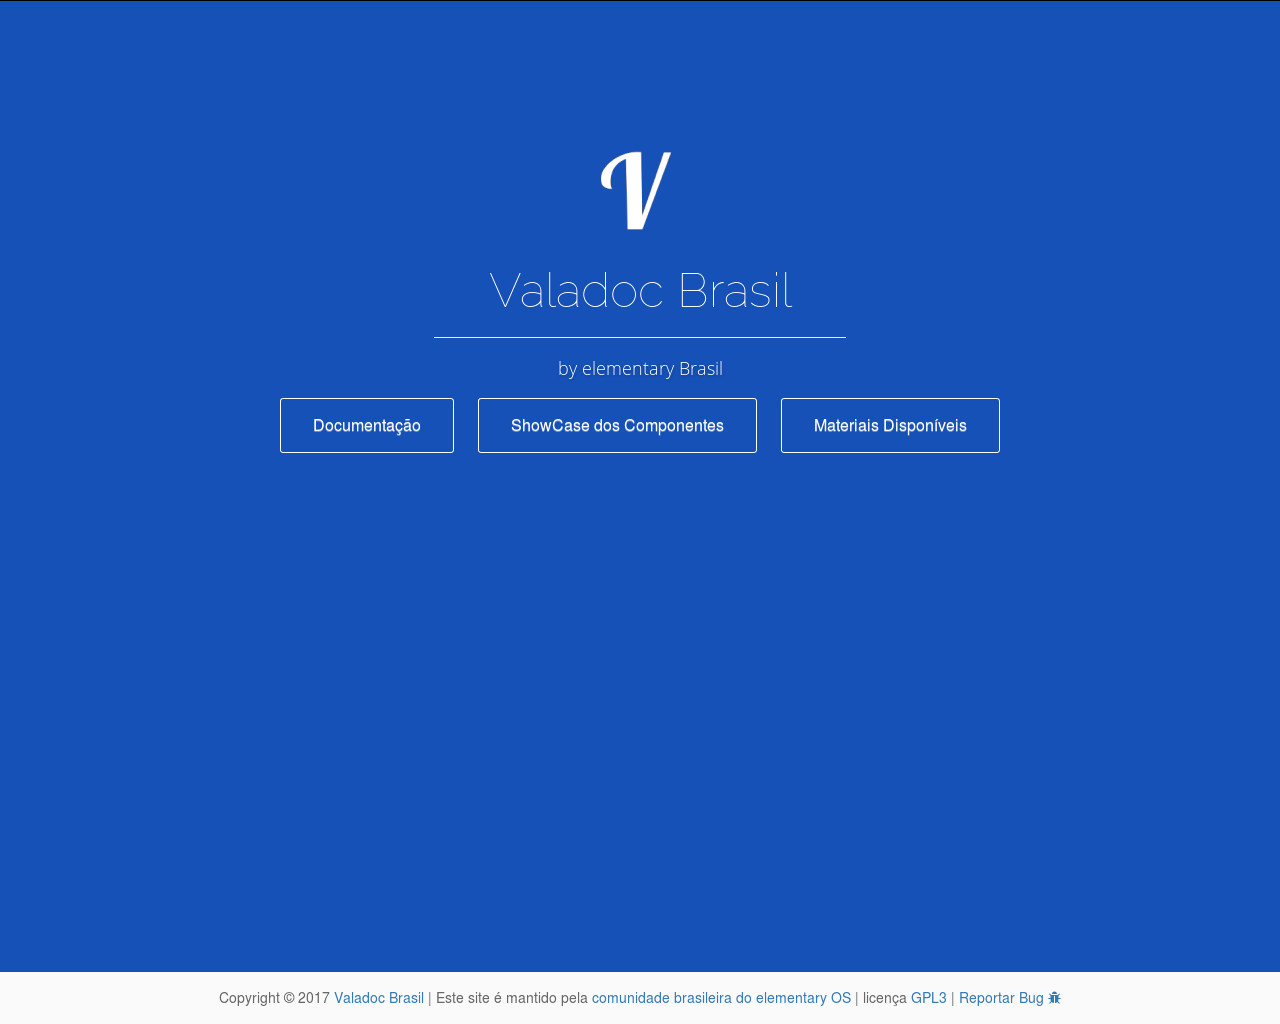 V
Valadoc Brasil
by elementary Brasil
Documentação
ShowCase dos Componentes
Materiais Disponíveis
Copyright © 2017 Valadoc Brasil | Este site é mantido pela comunidade brasileira do elementary OS | licença GPL3 | Reportar Bug